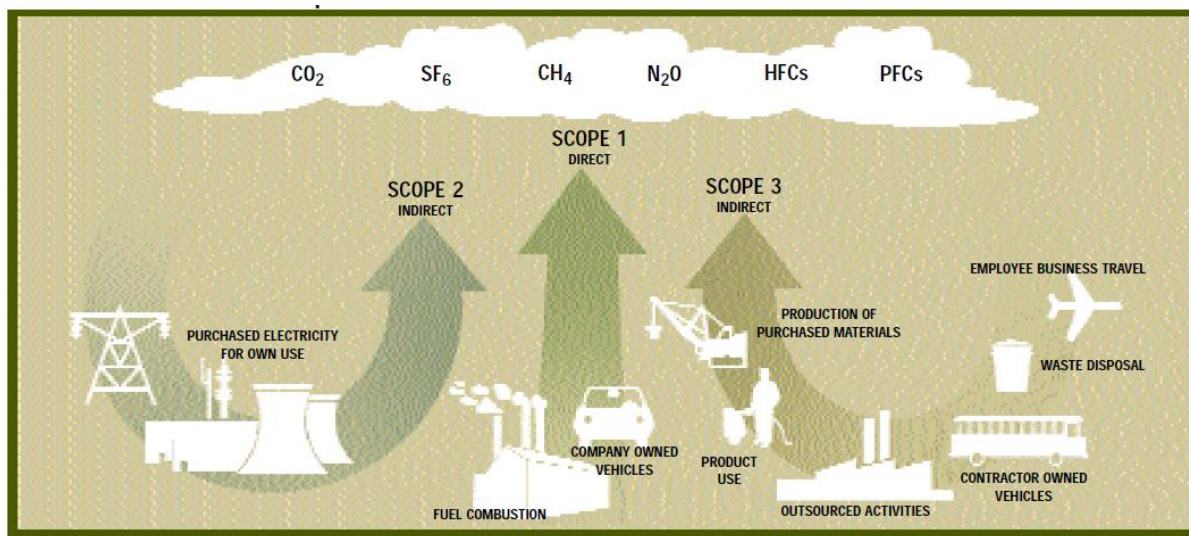 CO2 SF6 CH4 N2O HFCs PFCs
SCOPE 1
DIRECT
SCOPE 2
INDIRECT
SCOPE 3
INDIRECT
EMPLOYEE BUSINESS TRAVEL
PURCHASED ELECTRICITY
FOR OWN USE
PRODUCTION OF
PURCHASED MATERIALS
WASTE DISPOSAL
COMPANY OWNED
VEHICLES
PRODUCT
USE
CONTRACTOR OWNED
VEHICLES
FUEL COMBUSTION
OUTSOURCED ACTIVITIES